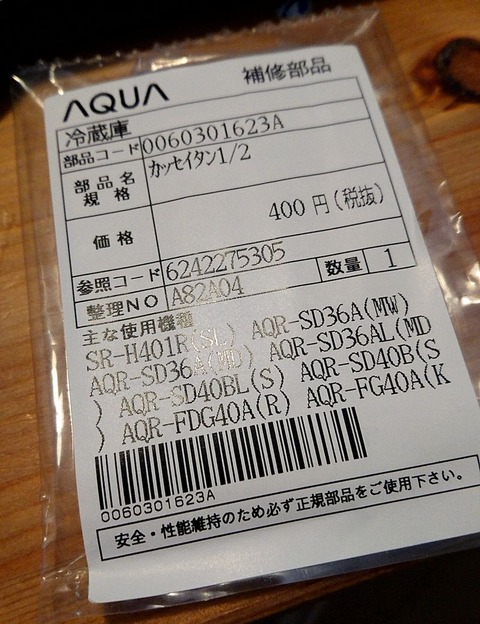 AQUA 補修部品
冷蔵庫
部品コード 0060301623A
部品名 規格 カッセイタン1/2
価格 400 円(税抜)
参照コード 6242275305 数量 1
整理NO A82A04
主な使用機種
SR-H401R(SL) AQR-SD36A(MW)
AQR-SD36A(MD) AQR-SD36AL(MD
) AQR-SD40BL(S) AQR-SD40B(S
) AQR-FDG40A(R) AQR-FG40A(K
0060301623A
安全・性能維持のため必ず正規部品をご使用下さい。